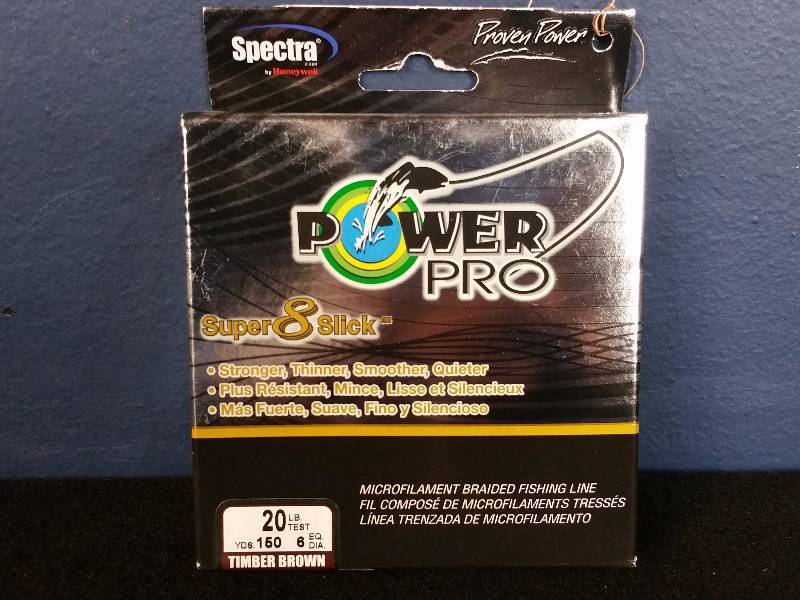 Spectra®
FIBER
by Honeywell
Proven Power
POWER
PRO
Super 8 Slick™
• Stronger, Thinner, Smoother, Quieter
• Plus Résistant, Mince, Lisse et Silencieux
• Más Fuerte, Suave, Fino y Silencioso
MICROFILAMENT BRAIDED FISHING LINE
FIL COMPOSÉ DE MICROFILAMENTS TRESSÉS
LÍNEA TRENZADA DE MICROFILAMENTO
20 LB. TEST
YDS. 150 6 EQ. DIA.
TIMBER BROWN